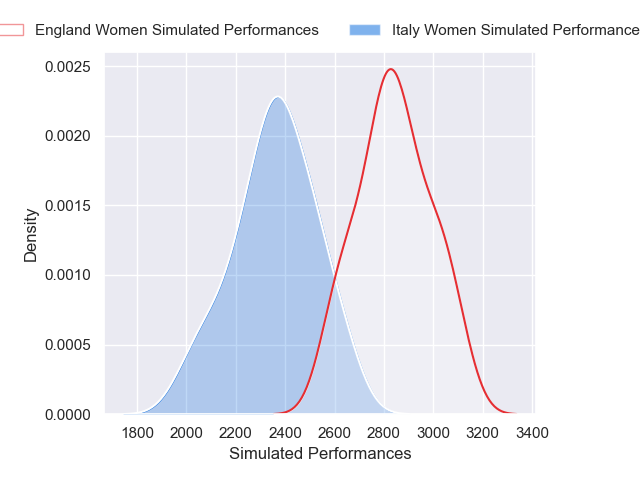 England Women Simulated Performances Italy Women Simulated Performance
0.0025
0.0020
0.0015
0.0010
0.0005
0.0000
Density
1800 2000 2200 2400 2600 2800 3000 3200 3400
Simulated Performances